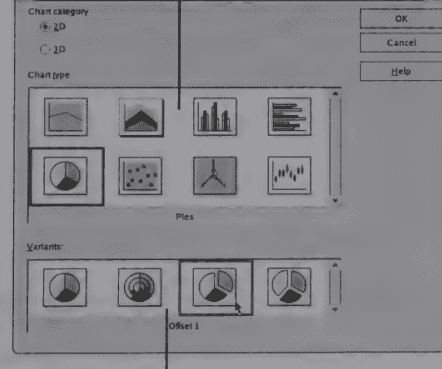 Chart category
2D
3D
Chart type
Pies
Variants:
Offset 1
OK
Cancel
Help